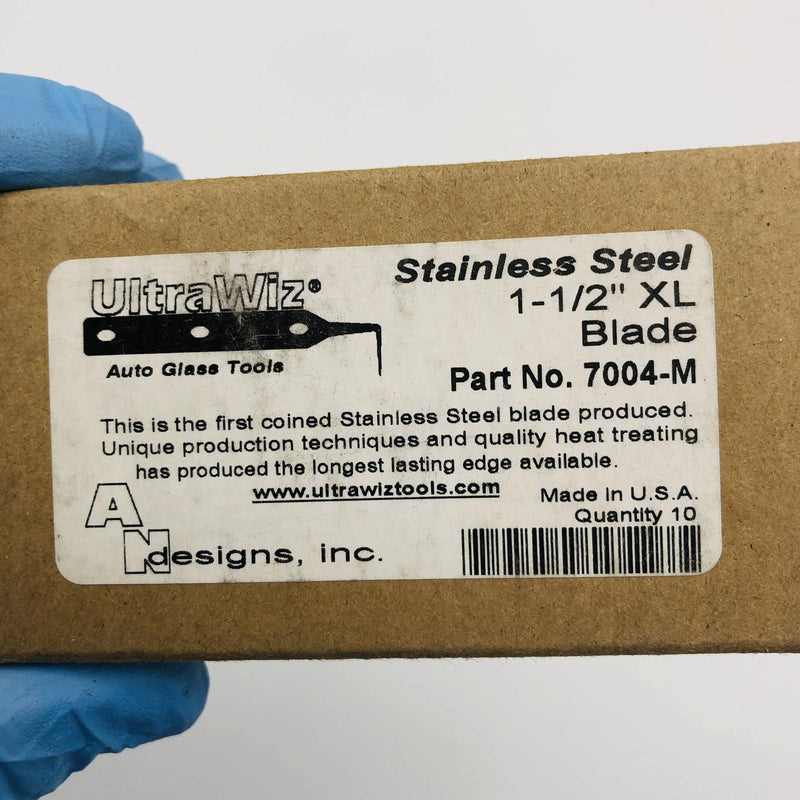 UltraWiz®
Auto Glass Tools
Stainless Steel
1-1/2" XL
Blade
Part No. 7004-M
This is the first coined Stainless Steel blade produced.
Unique production techniques and quality heat treating
has produced the longest lasting edge available.
www.ultrawiztools.com
Made In U.S.A.
Quantity 10
A
Ndesigns, inc.